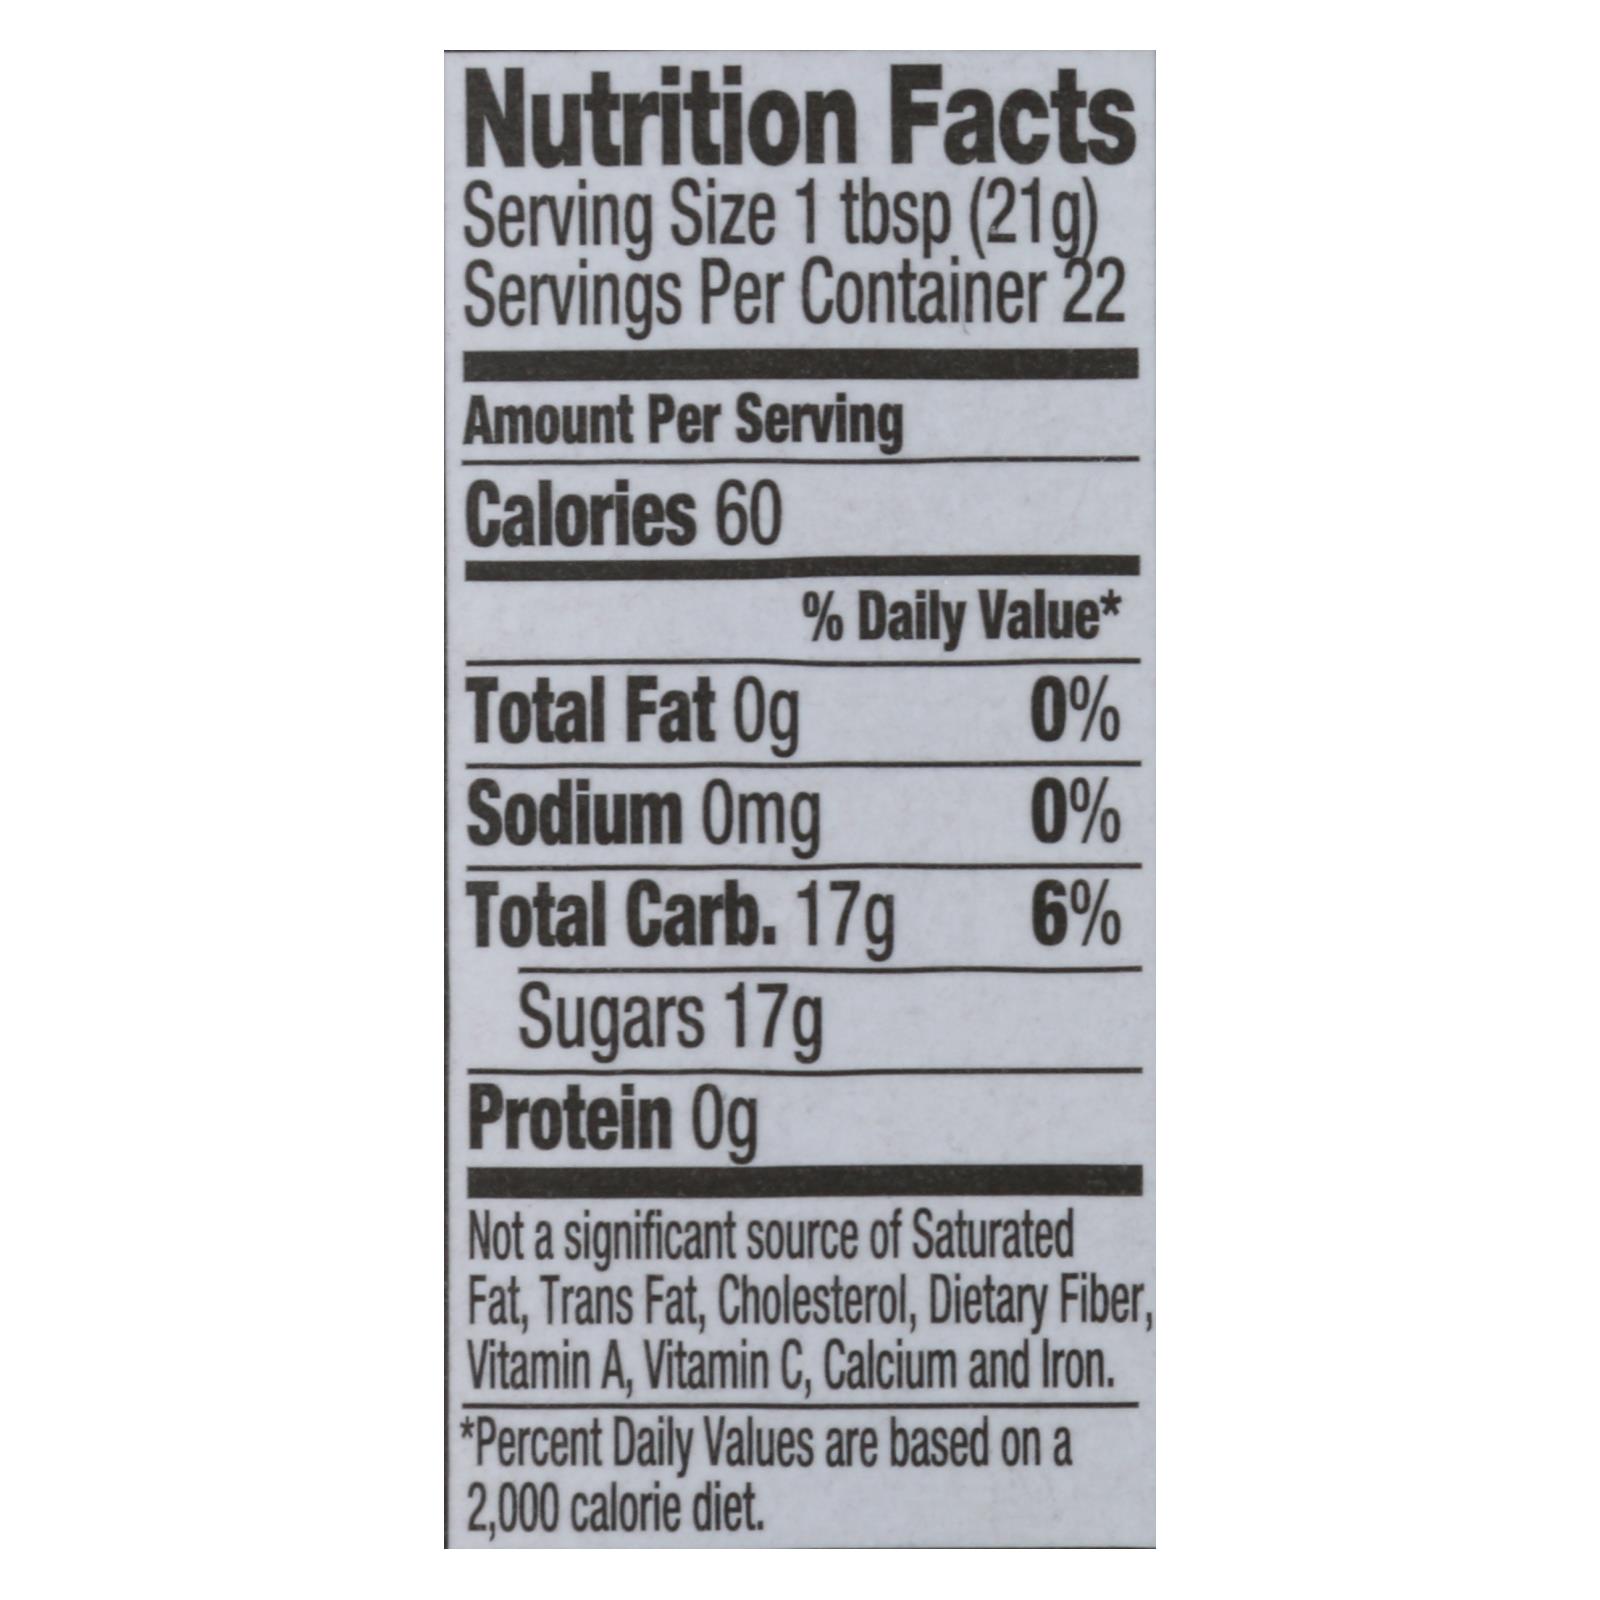 Nutrition Facts
Serving Size 1 tbsp (21g)
Servings Per Container 22
Amount Per Serving
Calories 60
% Daily Value*
Total Fat 0g 0%
Sodium 0mg 0%
Total Carb. 17g 6%
Sugars 17g
Protein 0g
Not a significant source of Saturated
Fat, Trans Fat, Cholesterol, Dietary Fiber,
Vitamin A, Vitamin C, Calcium and Iron.
*Percent Daily Values are based on a
2,000 calorie diet.